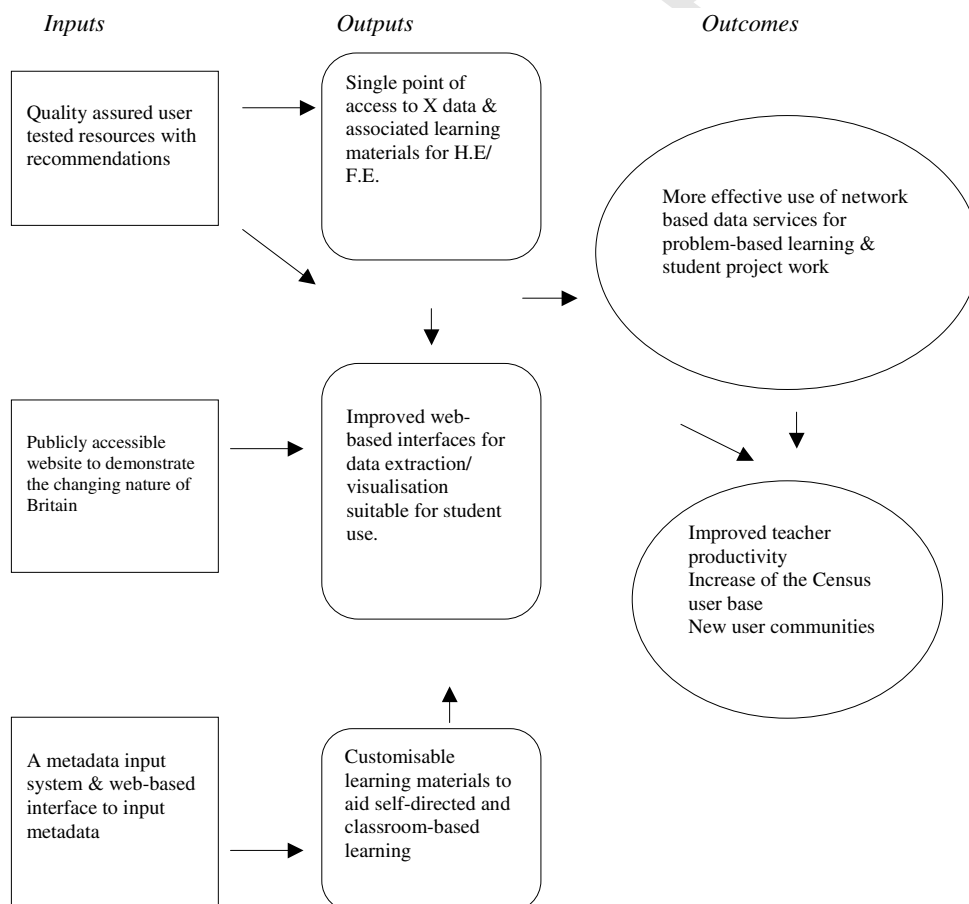 Inputs
Outputs
Outcomes
Quality assured user
tested resources with
recommendations
Single point of
access to X data &
associated learning
materials for H.E/
F.E.
More effective use of network
based data services for
problem-based learning &
student project work
Publicly accessible
website to demonstrate
the changing nature of
Britain
Improved web-
based interfaces for
data extraction/
visualisation
suitable for student
use.
Improved teacher
productivity
Increase of the Census
user base
New user communities
A metadata input
system & web-based
interface to input
metadata
Customisable
learning materials to
aid self-directed and
classroom-based
learning